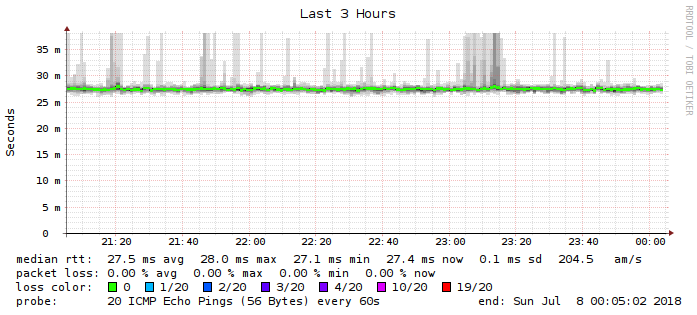 Last 3 Hours
RRDTOOL / TOBI OETIKER
Seconds
35 m
30 m
25 m
20 m
15 m
10 m
5 m
0
21:20 21:40 22:00 22:20 22:40 23:00 23:20 23:40 00:00
median rtt: 27.5 ms avg 28.0 ms max 27.1 ms min 27.4 ms now 0.1 ms sd 204.5 am/s
packet loss: 0.00 % avg 0.00 % max 0.00 % min 0.00 % now
loss color: 0 1/20 2/20 3/20 4/20 10/20 19/20
probe: 20 ICMP Echo Pings (56 Bytes) every 60s end: Sun Jul 8 00:05:02 2018